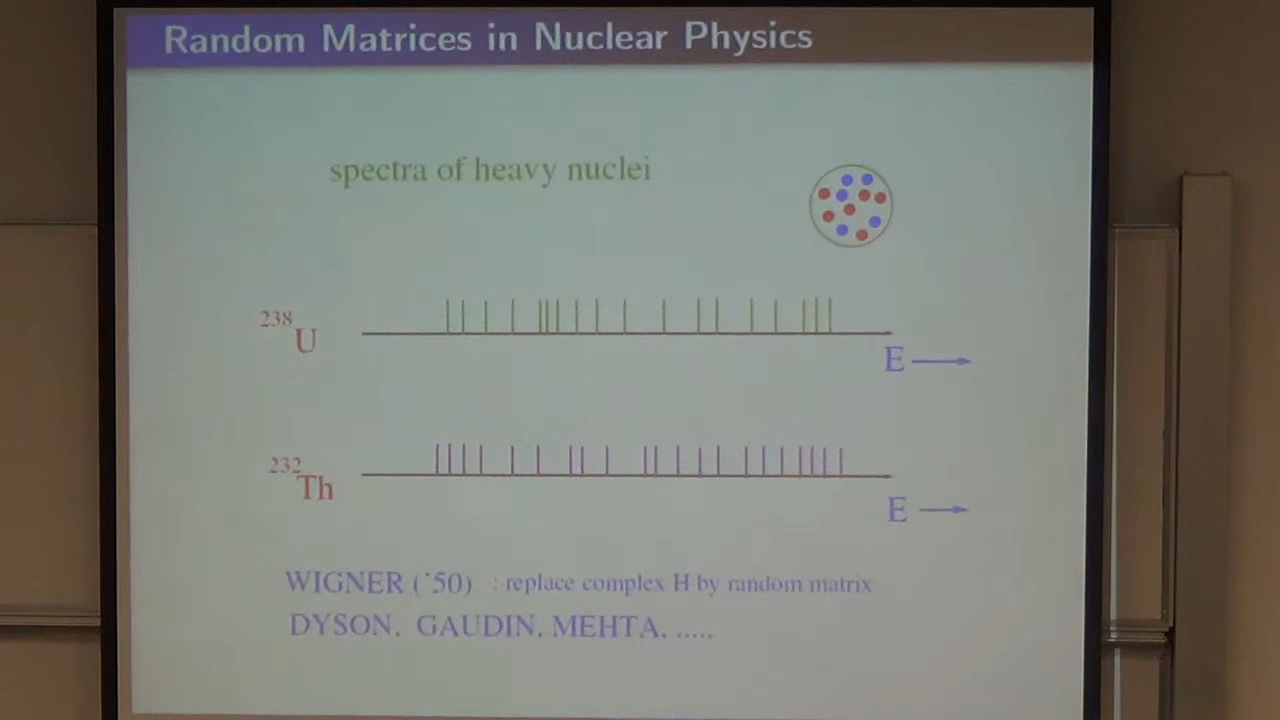 Random Matrices in Nuclear Physics
spectra of heavy nuclei
238U
E
232Th
E
WIGNER ('50) : replace complex H by random matrix
DYSON, GAUDIN, MEHTA, .....